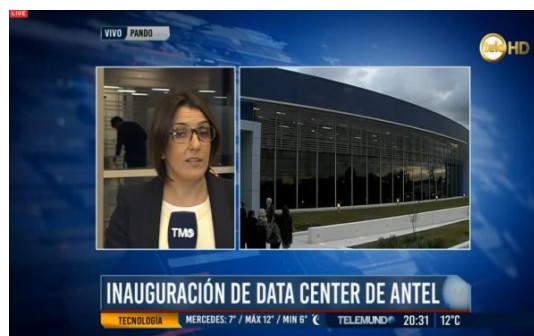 LIVE
VIVO PANDO
tele HD
TM
INAUGURACIÓN DE DATA CENTER DE ANTEL
TECNOLOGÍA MERCEDES: 7° / MÁX 12° / MIN 6° TELEMUNDO 20:31 12°C